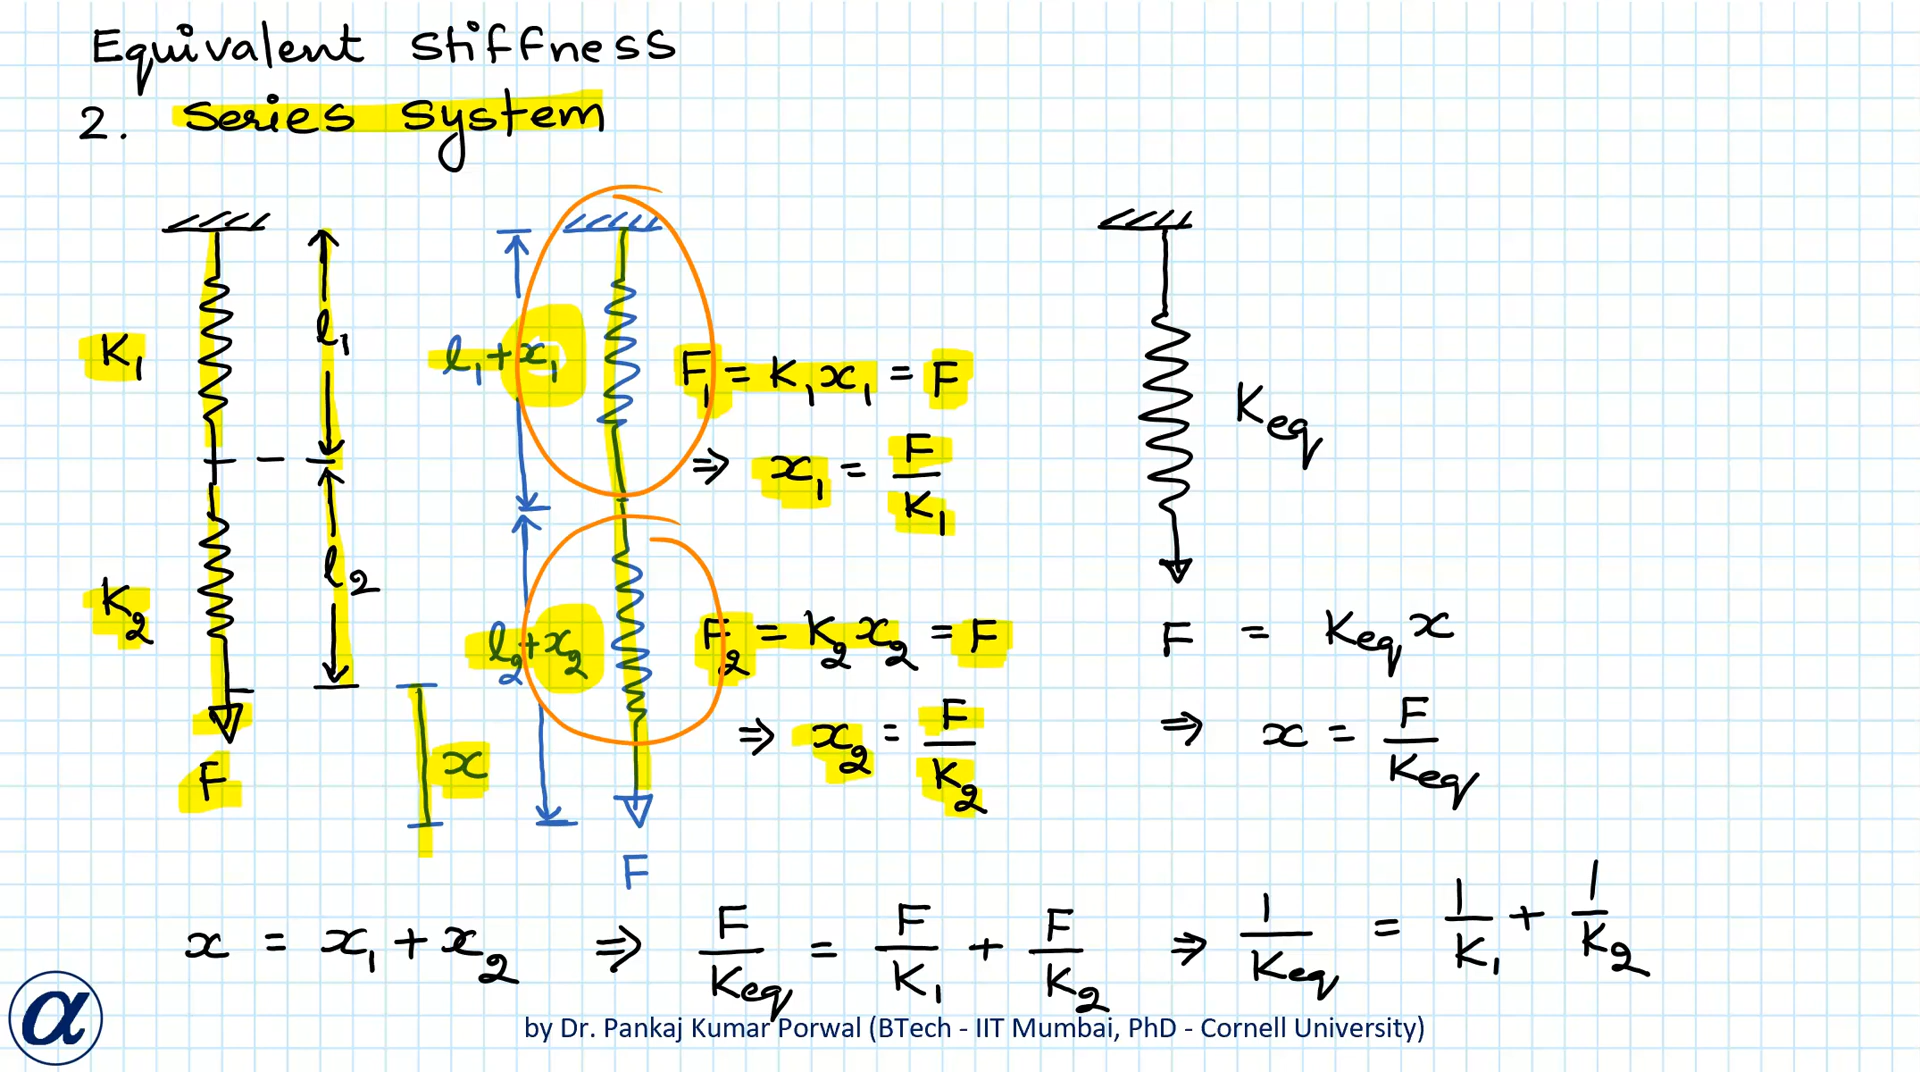 Equivalent stiffness
2. Series system
K₁
l₁
K₂
l₂
F
x
l₁+x₁
F₁ = K₁x₁ = F
⇒ x₁ = F/K₁
l₂+x₂
F₂ = K₂x₂ = F
⇒ x₂ = F/K₂
F
Keq
F = Keq x
⇒ x = F/Keq
x = x₁ + x₂ ⇒ F/Keq = F/K₁ + F/K₂ ⇒ 1/Keq = 1/K₁ + 1/K₂
α
by Dr. Pankaj Kumar Porwal (BTech - IIT Mumbai, PhD - Cornell University)